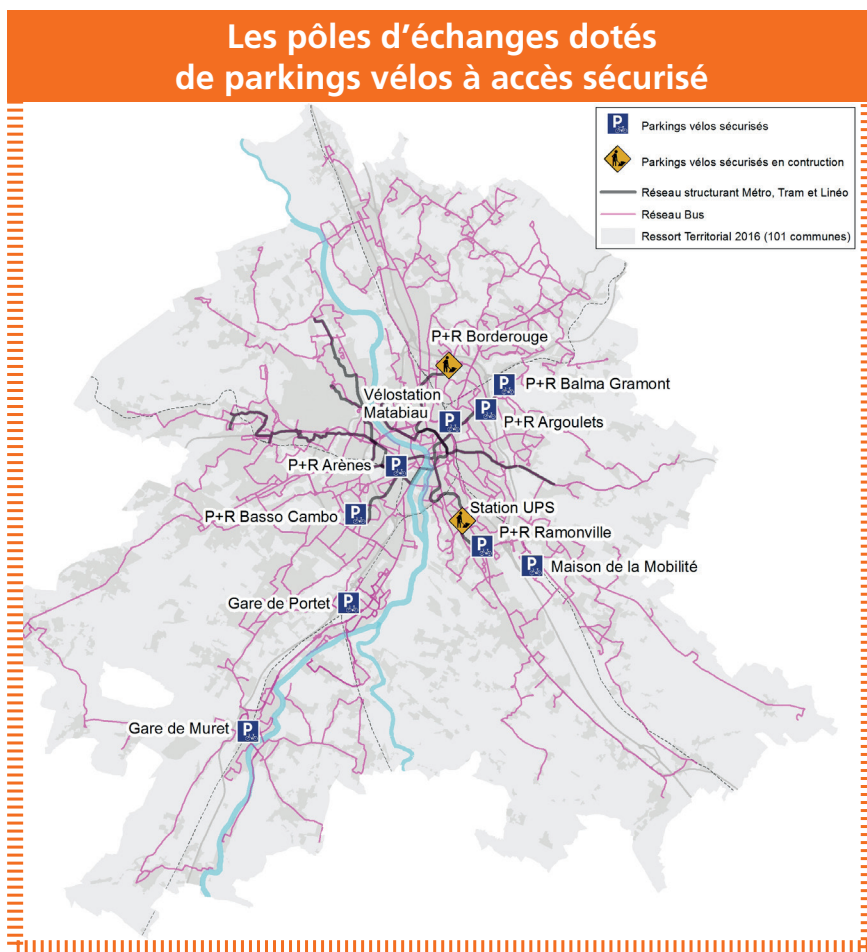 Les pôles d'échanges dotés
de parkings vélos à accès sécurisé
P
Parkings vélos sécurisés
Parkings vélos sécurisés en contruction
Réseau structurant Métro, Tram et Linéo
Réseau Bus
Ressort Territorial 2016 (101 communes)
P+R Borderouge
P
P+R Balma Gramont
Vélostation
Matabiau
P
P
P+R Argoulets
P+R Arènes
P
P+R Basso Cambo
P
Station UPS
P
P+R Ramonville
P
Maison de la Mobilité
Gare de Portet
P
Gare de Muret
P